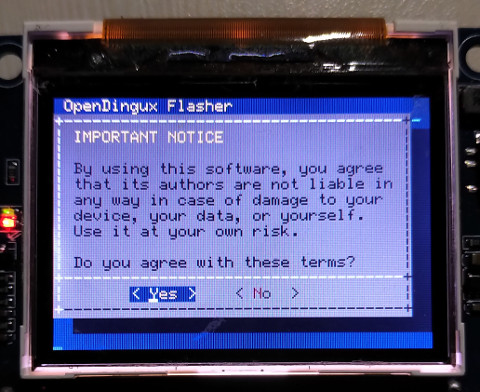 OpenDingux Flasher
IMPORTANT NOTICE
By using this software, you agree
that its authors are not liable in
any way in case of damage to your
device, your data, or yourself.
Use it at your own risk.
Do you agree with these terms?
< Yes > < No >